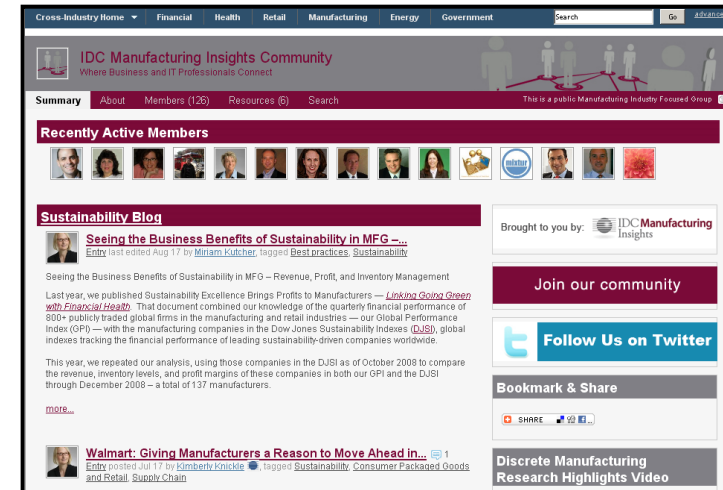 Cross-Industry Home Financial Health Retail Manufacturing Energy Government Search Go
IDC Manufacturing Insights Community
Where Business and IT Professionals Connect
Summary About Members (126) Resources (6) Search This is a public Manufacturing Industry Focused Group
Recently Active Members
mixtur
Sustainability Blog
Seeing the Business Benefits of Sustainability in MFG –...
Entry last edited Aug 17 by Miriam Kutcher, tagged Best practices, Sustainability
Seeing the Business Benefits of Sustainability in MFG – Revenue, Profit, and Inventory Management
Last year, we published Sustainability Excellence Brings Profits to Manufacturers — Linking Going Green
with Financial Health. That document combined our knowledge of the quarterly financial performance of
800+ publicly traded global firms in the manufacturing and retail industries — our Global Performance
Index (GPI) — with the manufacturing companies in the Dow Jones Sustainability Indexes (DJSI), global
indexes tracking the financial performance of leading sustainability-driven companies worldwide.
This year, we repeated our analysis, using those companies in the DJSI as of October 2008 to compare
the revenue, inventory levels, and profit margins of these companies in both our GPI and the DJSI
through December 2008 – a total of 137 manufacturers.
more...
Walmart: Giving Manufacturers a Reason to Move Ahead in... 1
Entry posted Jul 17 by Kimberly Knickle, tagged Sustainability, Consumer Packaged Goods
and Retail, Supply Chain
Brought to you by: IDC Manufacturing
Insights
Join our community
t Follow Us on Twitter
Bookmark & Share
SHARE
Discrete Manufacturing
Research Highlights Video